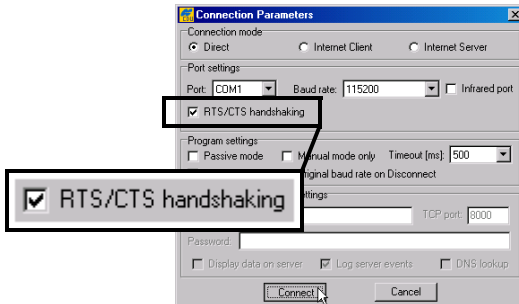 Connection Parameters
Connection mode
Direct Internet Client Internet Server
Port settings
Port: COM1 Baud rate: 115200 Infrared port
RTS/CTS handshaking
Program settings
Passive mode Manual mode only Timeout [ms]: 500
original baud rate on Disconnect
RTS/CTS handshaking
ettings
TCP port: 8000
Password:
Display data on server Log server events DNS lookup
Connect Cancel